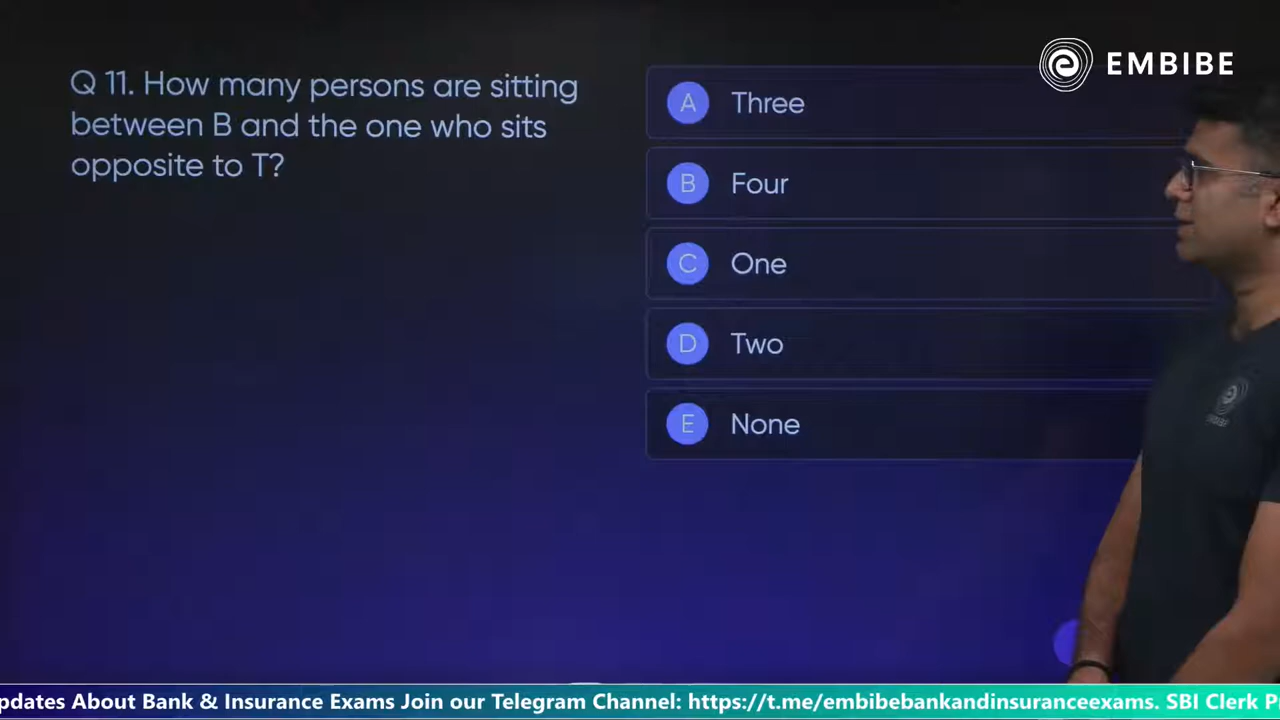 EMBIBE
Q 11. How many persons are sitting
between B and the one who sits
opposite to T?
A Three
B Four
C One
D Two
E None
pdates About Bank & Insurance Exams Join our Telegram Channel: https://t.me/embibebankandinsuranceexams. SBI Clerk P